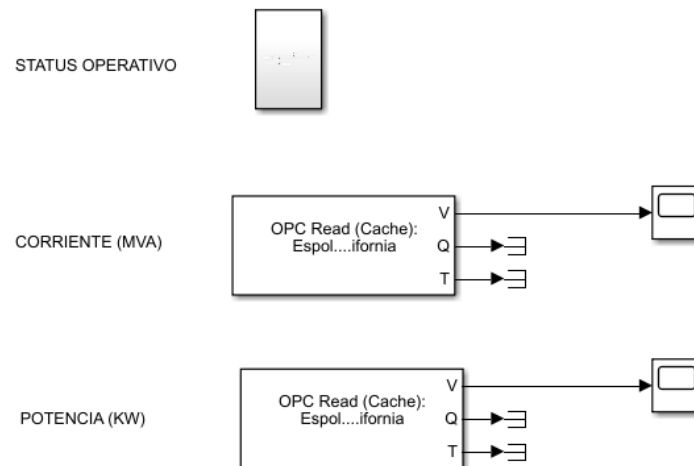 STATUS OPERATIVO
CORRIENTE (MVA)
OPC Read (Cache):
Espol....ifornia
V
Q
T
POTENCIA (KW)
OPC Read (Cache):
Espol....ifornia
V
Q
T